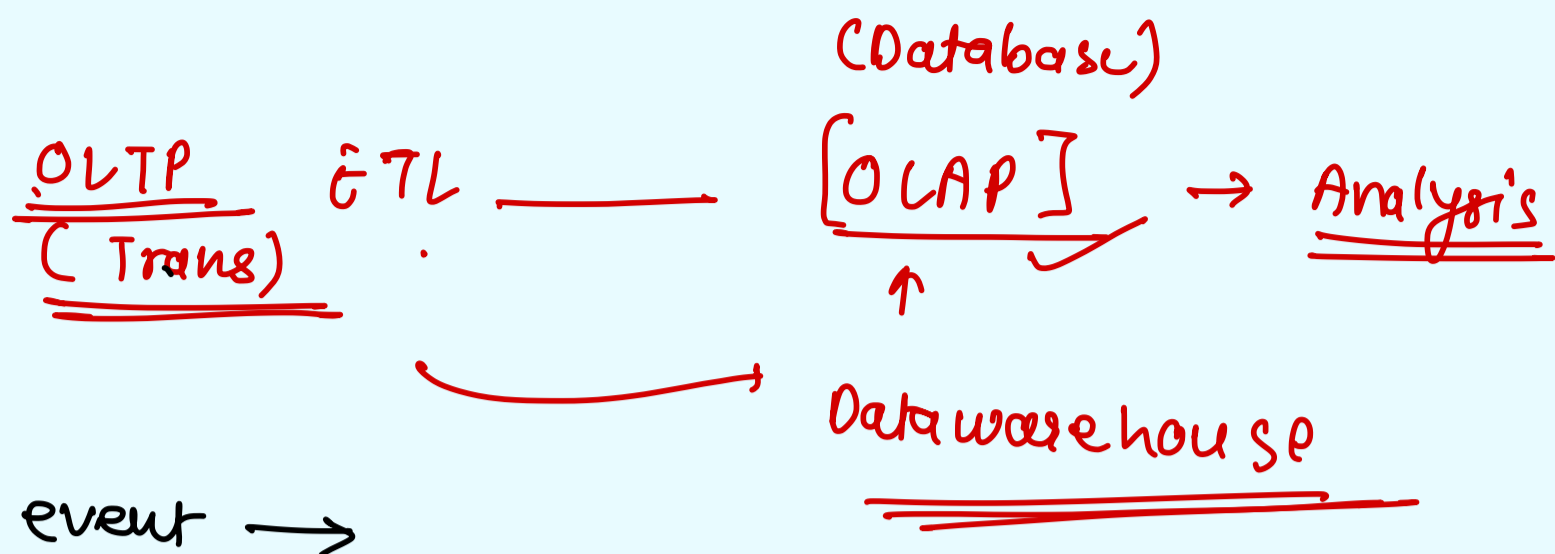 (Database)
OLTP ETL [OLAP] → Analysis
(Trans)
Datawarehouse
event →